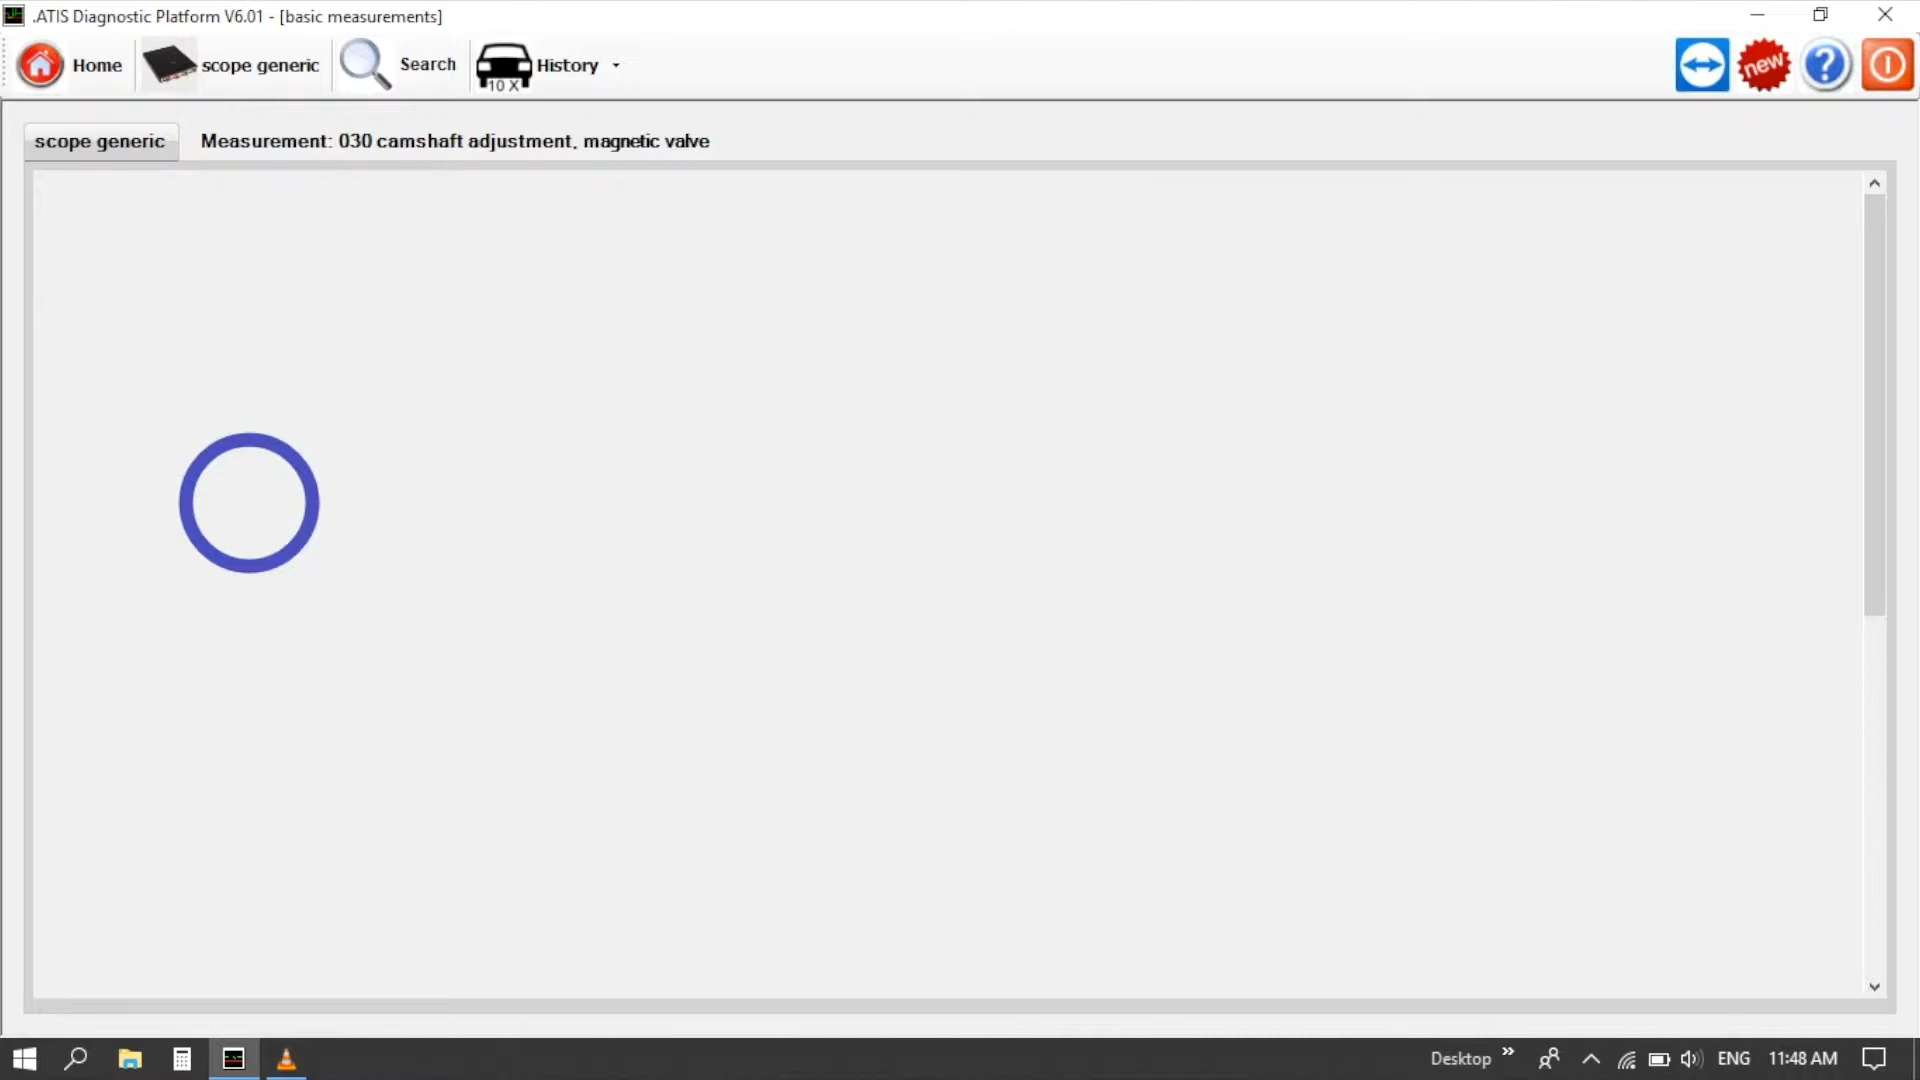 .ATIS Diagnostic Platform V6.01 - [basic measurements]
Home
scope generic
Search
History
10 X
new
?
scope generic
Measurement: 030 camshaft adjustment, magnetic valve
Desktop
ENG
11:48 AM